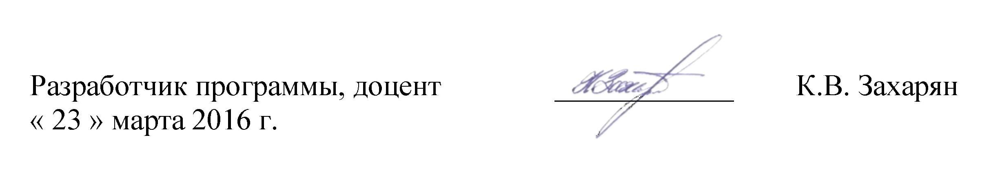 Разработчик программы, доцент К.В. Захарян
« 23 » марта 2016 г.